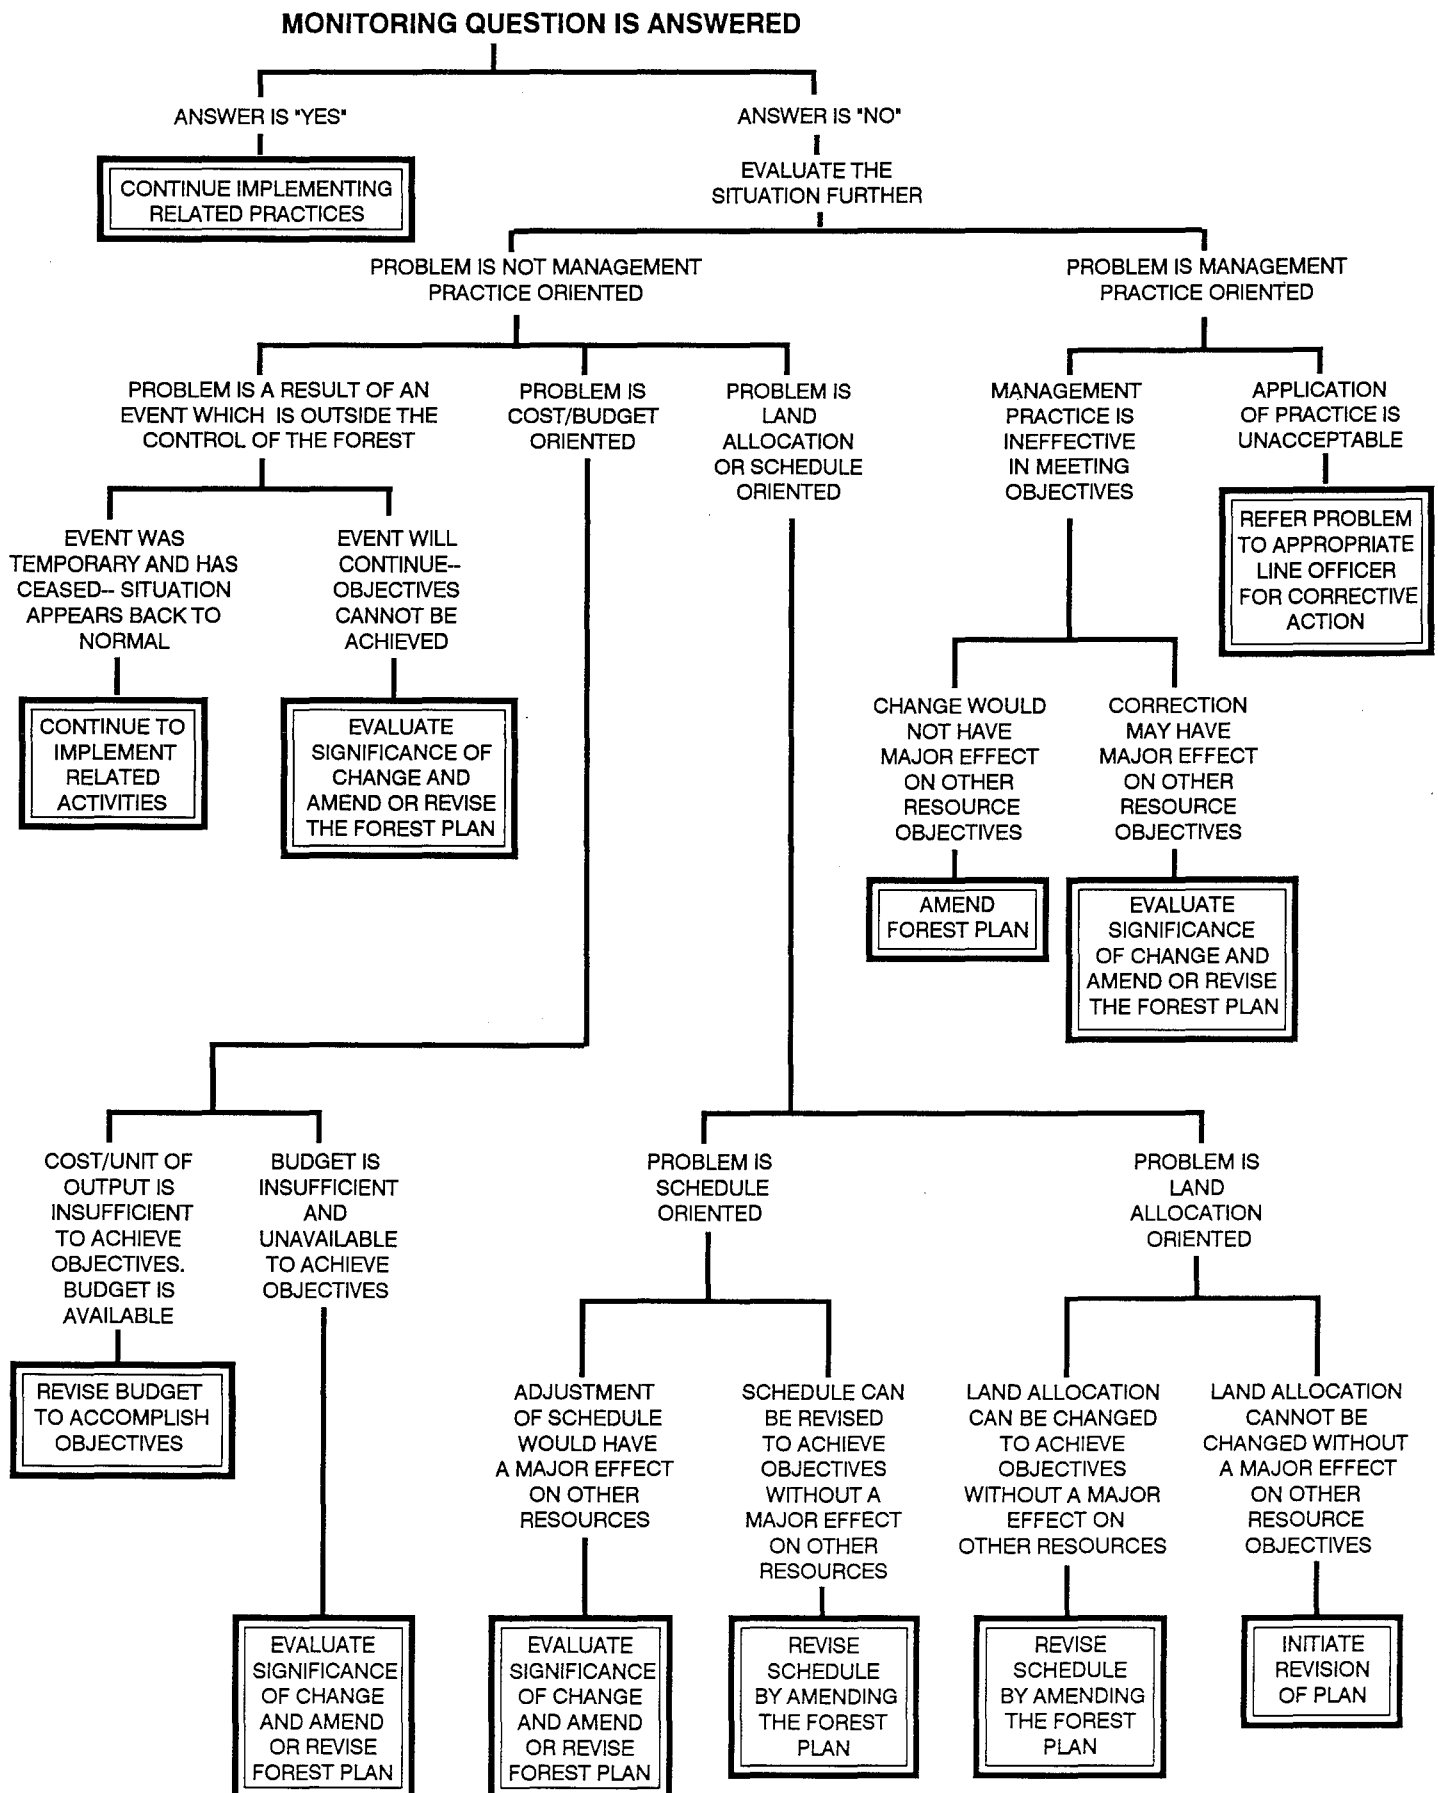 MONITORING QUESTION IS ANSWERED
ANSWER IS "YES"
ANSWER IS "NO"
CONTINUE IMPLEMENTING
RELATED PRACTICES
EVALUATE THE
SITUATION FURTHER
PROBLEM IS NOT MANAGEMENT
PRACTICE ORIENTED
PROBLEM IS MANAGEMENT
PRACTICE ORIENTED
PROBLEM IS A RESULT OF AN
EVENT WHICH IS OUTSIDE THE
CONTROL OF THE FOREST
PROBLEM IS
COST/BUDGET
ORIENTED
PROBLEM IS
LAND
ALLOCATION
OR SCHEDULE
ORIENTED
MANAGEMENT
PRACTICE IS
INEFFECTIVE
IN MEETING
OBJECTIVES
APPLICATION
OF PRACTICE IS
UNACCEPTABLE
REFER PROBLEM
TO APPROPRIATE
LINE OFFICER
FOR CORRECTIVE
ACTION
EVENT WAS
TEMPORARY AND HAS
CEASED-- SITUATION
APPEARS BACK TO
NORMAL
EVENT WILL
CONTINUE--
OBJECTIVES
CANNOT BE
ACHIEVED
CONTINUE TO
IMPLEMENT
RELATED
ACTIVITIES
EVALUATE
SIGNIFICANCE OF
CHANGE AND
AMEND OR REVISE
THE FOREST PLAN
CHANGE WOULD
NOT HAVE
MAJOR EFFECT
ON OTHER
RESOURCE
OBJECTIVES
CORRECTION
MAY HAVE
MAJOR EFFECT
ON OTHER
RESOURCE
OBJECTIVES
AMEND
FOREST PLAN
EVALUATE
SIGNIFICANCE
OF CHANGE AND
AMEND OR REVISE
THE FOREST PLAN
COST/UNIT OF
OUTPUT IS
INSUFFICIENT
TO ACHIEVE
OBJECTIVES.
BUDGET IS
AVAILABLE
BUDGET IS
INSUFFICIENT
AND
UNAVAILABLE
TO ACHIEVE
OBJECTIVES
PROBLEM IS
SCHEDULE
ORIENTED
PROBLEM IS
LAND
ALLOCATION
ORIENTED
REVISE BUDGET
TO ACCOMPLISH
OBJECTIVES
ADJUSTMENT
OF SCHEDULE
WOULD HAVE
A MAJOR EFFECT
ON OTHER
RESOURCES
SCHEDULE CAN
BE REVISED
TO ACHIEVE
OBJECTIVES
WITHOUT A
MAJOR EFFECT
ON OTHER
RESOURCES
LAND ALLOCATION
CAN BE CHANGED
TO ACHIEVE
OBJECTIVES
WITHOUT A MAJOR
EFFECT ON
OTHER RESOURCES
LAND ALLOCATION
CANNOT BE
CHANGED WITHOUT
A MAJOR EFFECT
ON OTHER
RESOURCE
OBJECTIVES
EVALUATE
SIGNIFICANCE
OF CHANGE
AND AMEND
OR REVISE
FOREST PLAN
EVALUATE
SIGNIFICANCE
OF CHANGE
AND AMEND
OR REVISE
FOREST PLAN
REVISE
SCHEDULE
BY AMENDING
THE FOREST
PLAN
REVISE
SCHEDULE
BY AMENDING
THE FOREST
PLAN
INITIATE
REVISION
OF PLAN